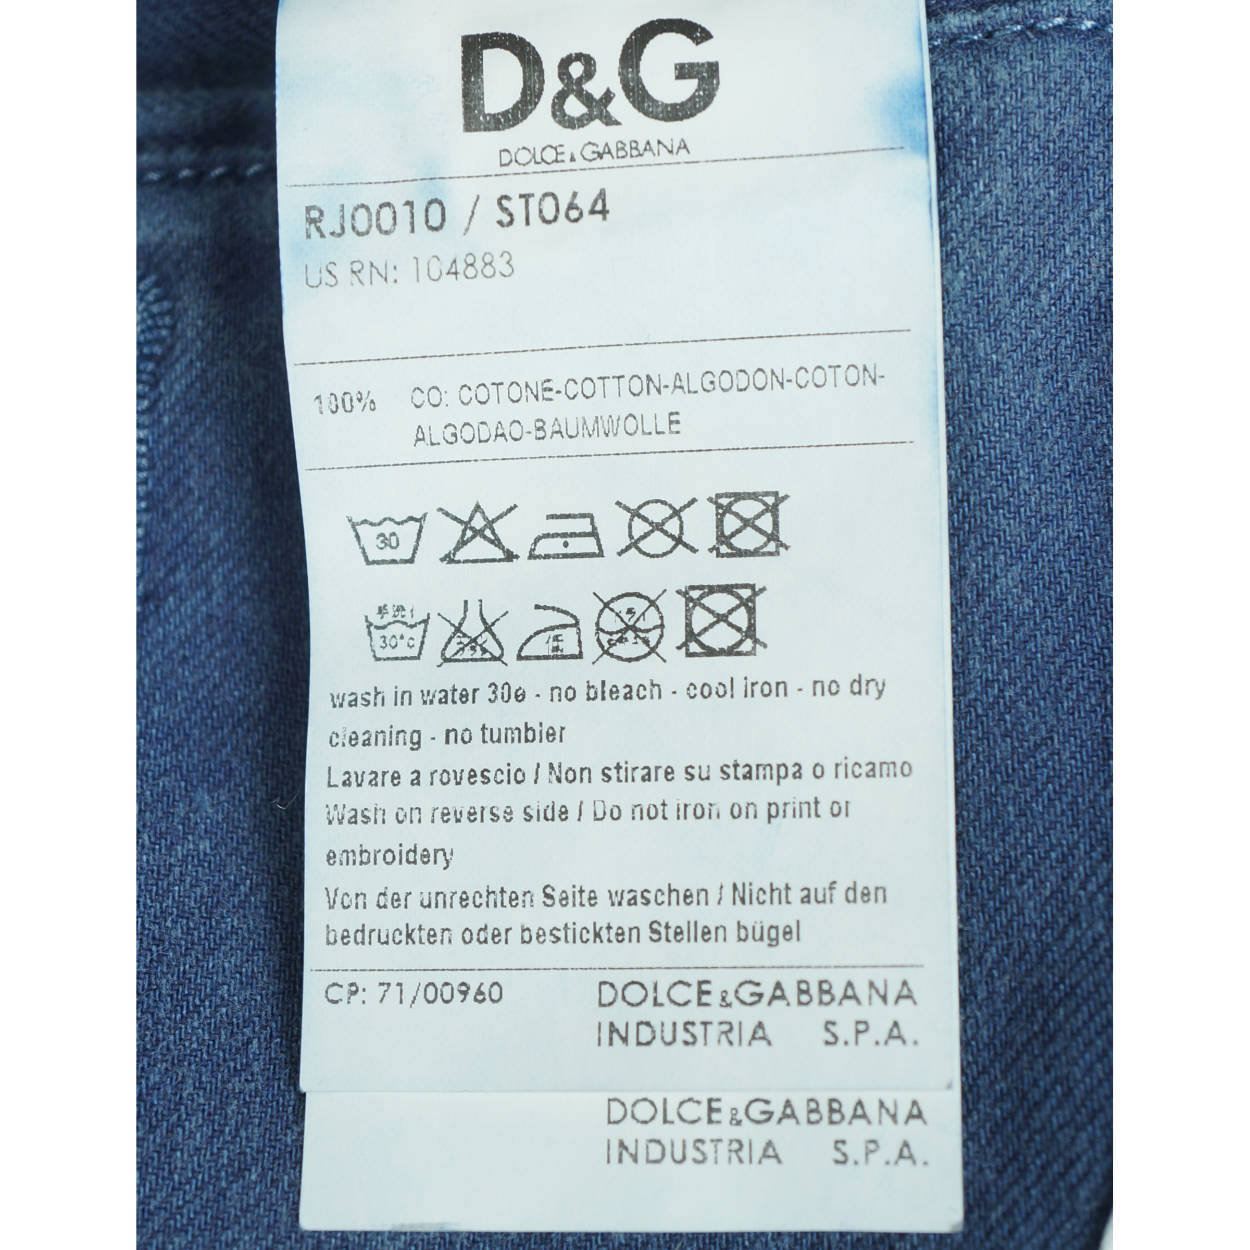 D&G
DOLCE&GABBANA
RJ0010 / ST064
US RN: 104883
100% CO: COTONE-COTTON-ALGODON-COTON-
ALGODAO-BAUMWOLLE
30
手洗イ
30°c
wash in water 30e - no bleach - cool iron - no dry
cleaning - no tumbler
Lavare a rovescio / Non stirare su stampa o ricamo
Wash on reverse side / Do not iron on print or
embroidery
Von der unrechten Seite waschen / Nicht auf den
bedruckten oder bestickten Stellen bügel
CP: 71/00960 DOLCE&GABBANA
INDUSTRIA S.P.A.
DOLCE&GABBANA
INDUSTRIA S.P.A.